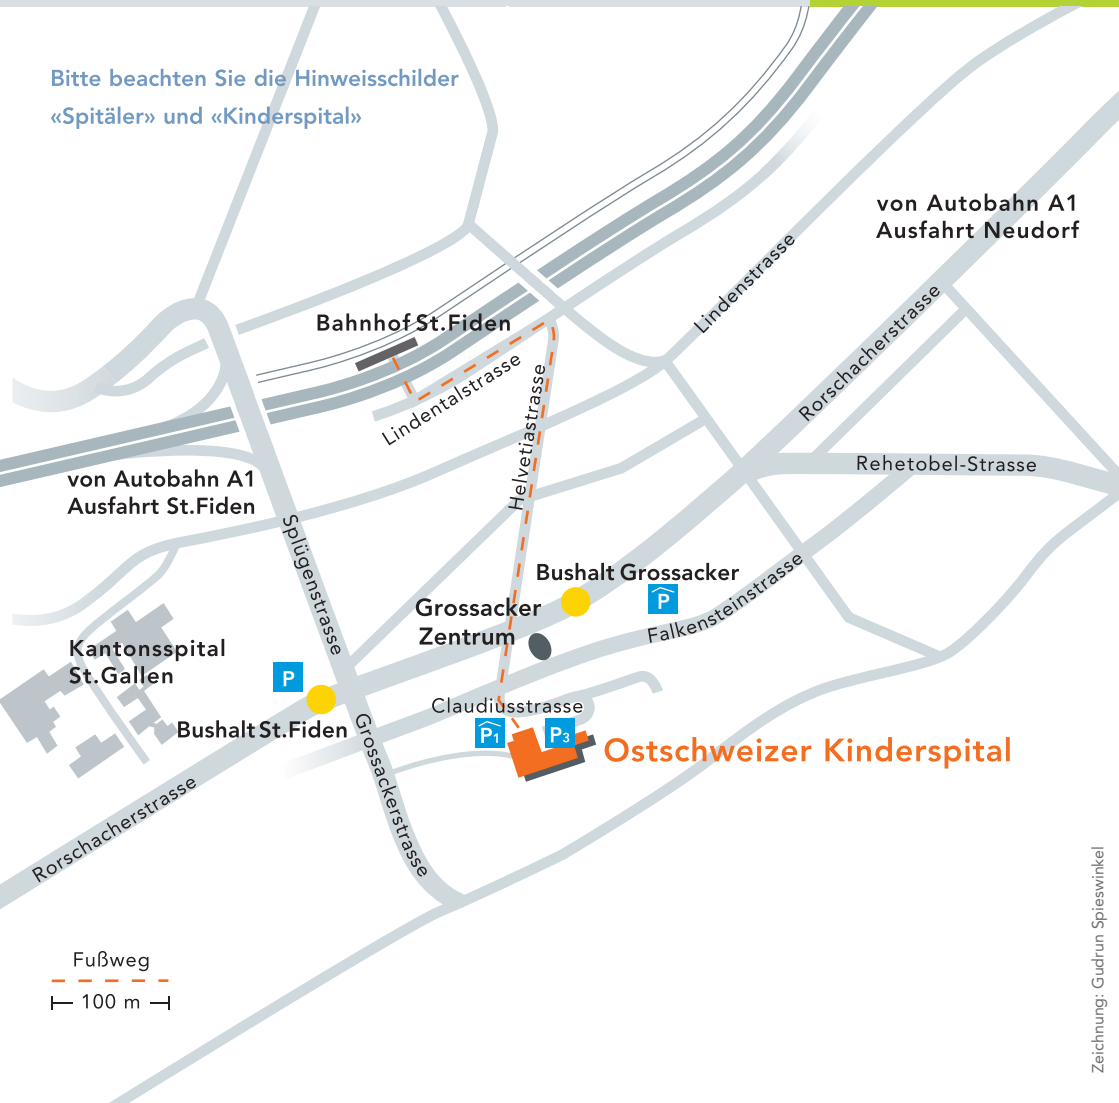 Bitte beachten Sie die Hinweisschilder
«Spitäler» und «Kinderspital»
von Autobahn A1
Ausfahrt Neudorf
Lindenstrasse
Bahnhof St.Fiden
Rorschacherstrasse
Lindentalstrasse
Helvetiastrasse
Rehetobel-Strasse
von Autobahn A1
Ausfahrt St.Fiden
Splügenstrasse
Bushalt Grossacker
P
Grossacker
Zentrum
Falkensteinstrasse
Kantonsspital
St.Gallen
P
Bushalt St.Fiden
Claudiusstrasse
P1
P3
Ostschweizer Kinderspital
Grossackerstrasse
Rorschacherstrasse
Fußweg
100 m
Zeichnung: Gudrun Spieswinkel